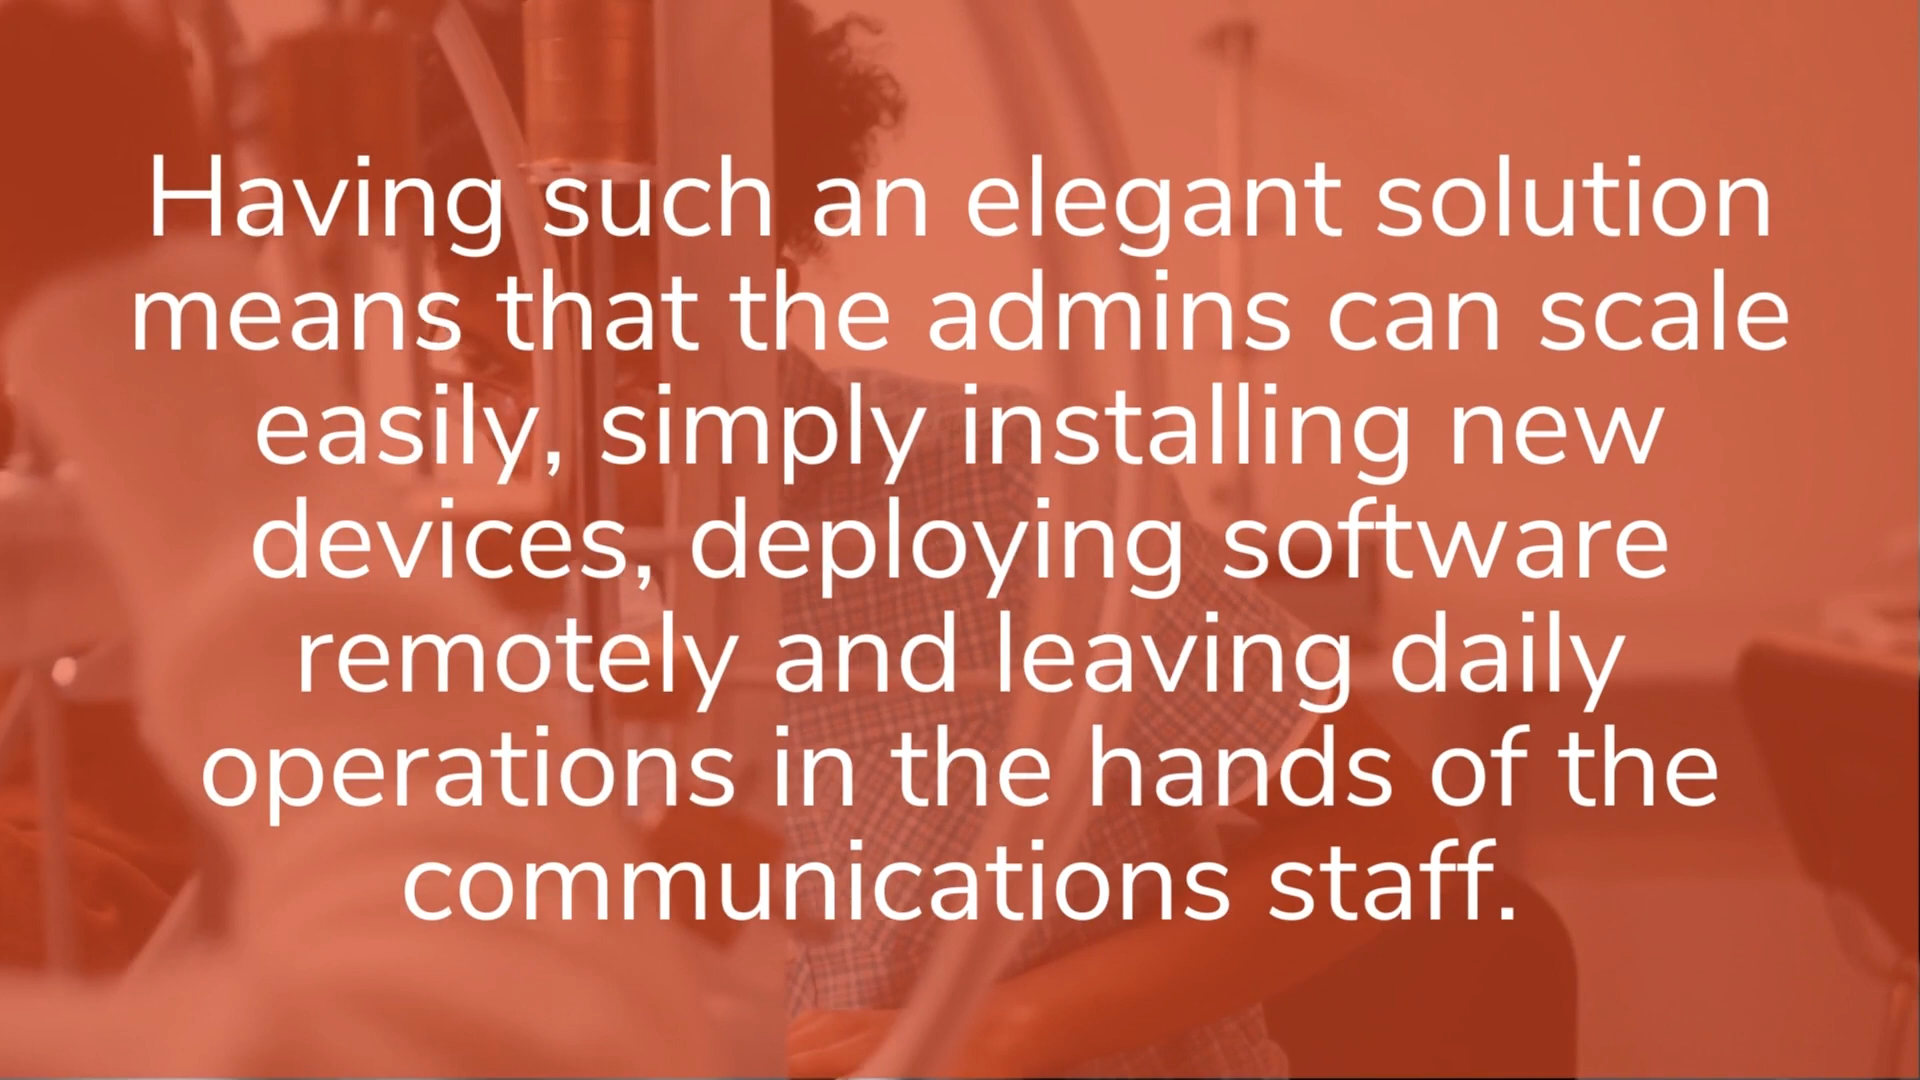 Having such an elegant solution
means that the admins can scale
easily, simply installing new
devices, deploying software
remotely and leaving daily
operations in the hands of the
communications staff.